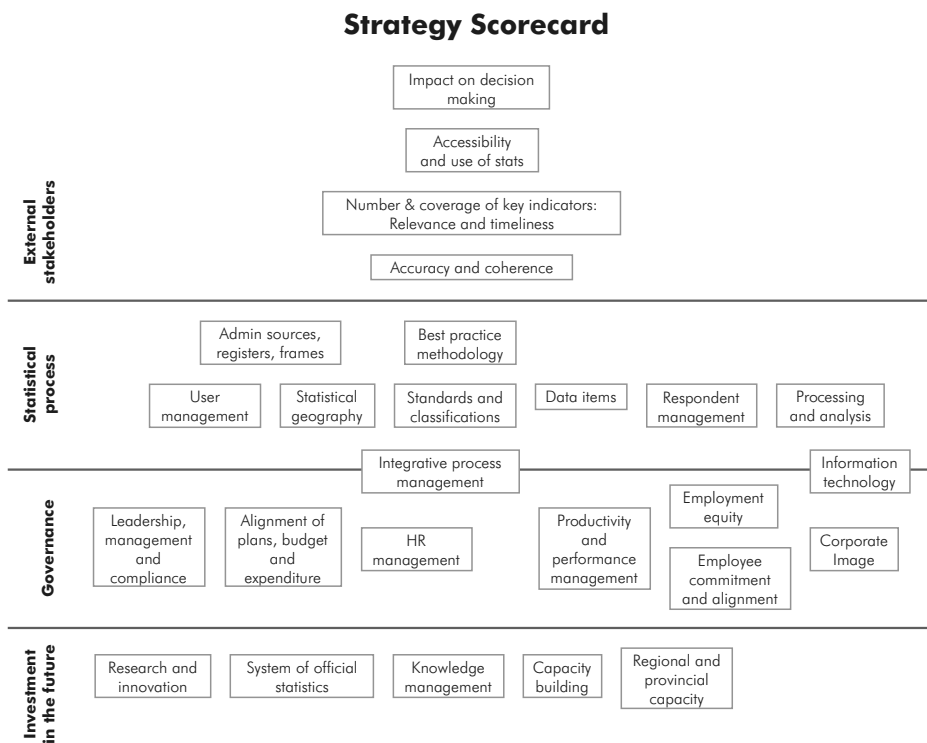 Strategy Scorecard
External
stakeholders
Impact on decision
making
Accessibility
and use of stats
Number & coverage of key indicators:
Relevance and timeliness
Accuracy and coherence
Statistical
process
Admin sources,
registers, frames
Best practice
methodology
User
management
Statistical
geography
Standards and
classifications
Data items
Respondent
management
Processing
and analysis
Integrative process
management
Information
technology
Governance
Leadership,
management
and
compliance
Alignment of
plans, budget
and
expenditure
HR
management
Productivity
and
performance
management
Employment
equity
Employee
commitment
and alignment
Corporate
Image
Investment
in the future
Research and
innovation
System of official
statistics
Knowledge
management
Capacity
building
Regional and
provincial
capacity